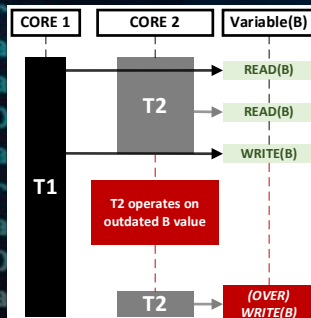 CORE 1 CORE 2 Variable(B)
READ(B)
T2 READ(B)
WRITE(B)
T1
T2 operates on
outdated B value
T2 (OVER)
WRITE(B)